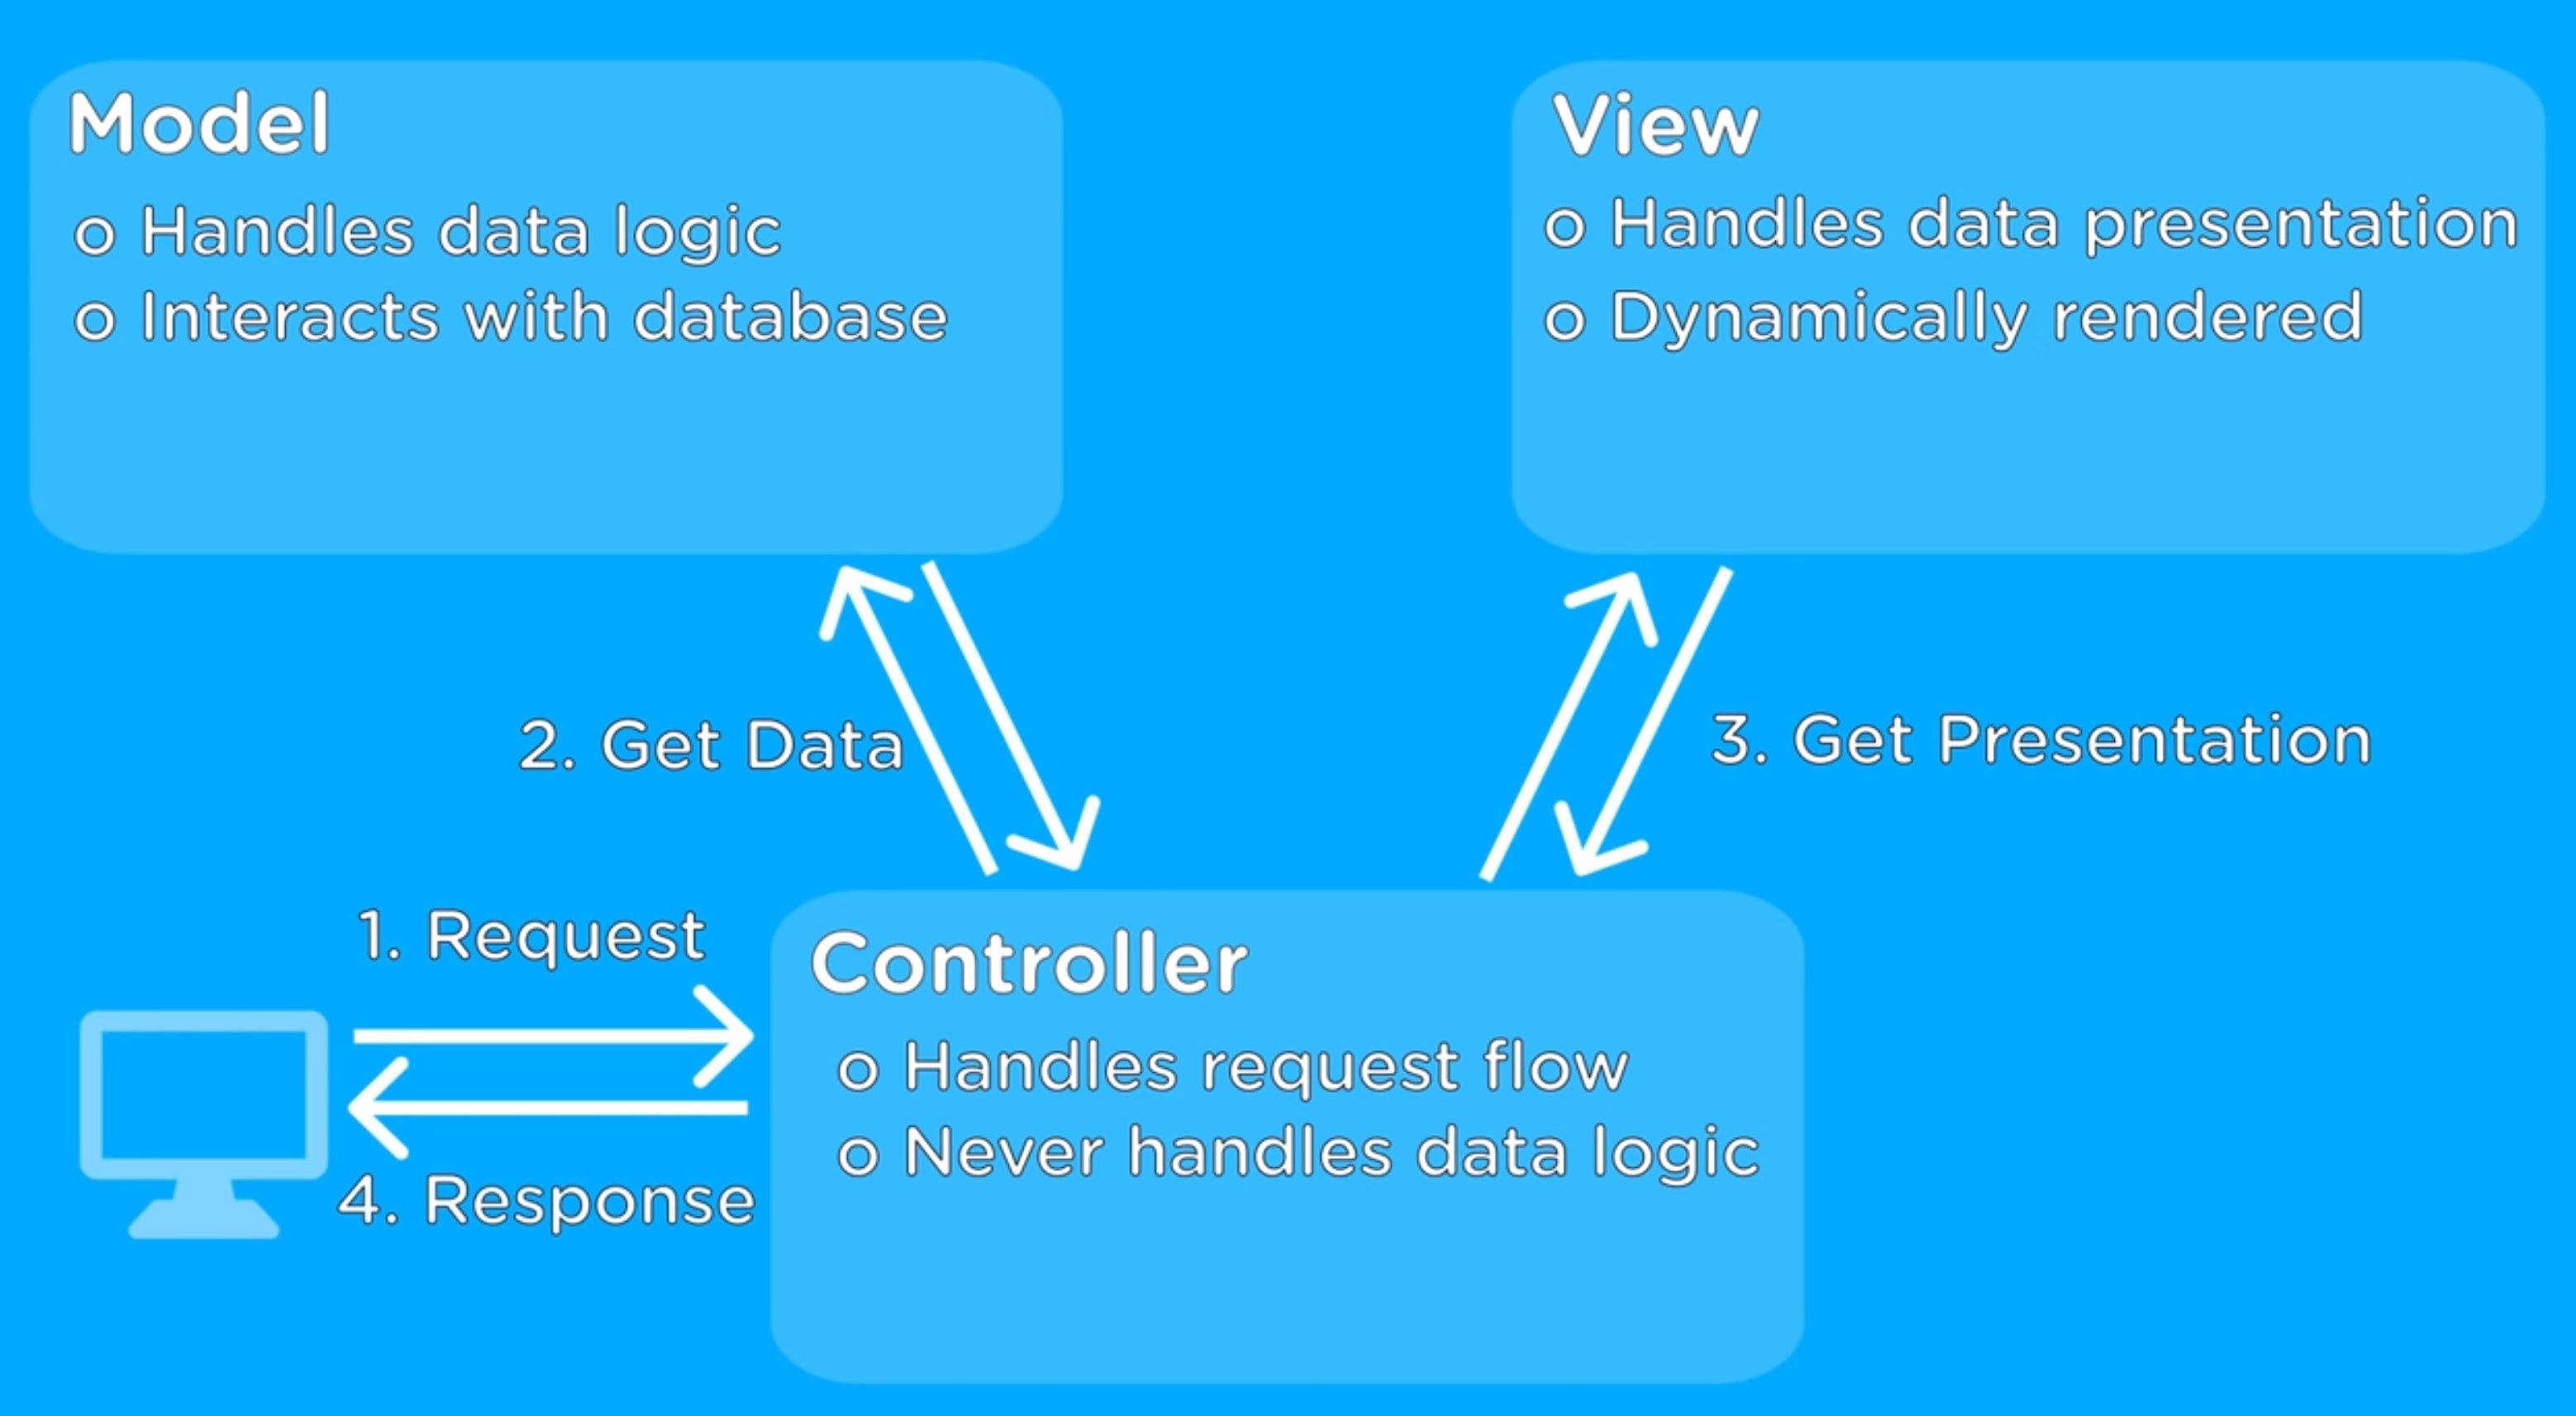 Model
o Handles data logic
o Interacts with database
View
o Handles data presentation
o Dynamically rendered
2. Get Data
3. Get Presentation
1. Request
4. Response
Controller
o Handles request flow
o Never handles data logic